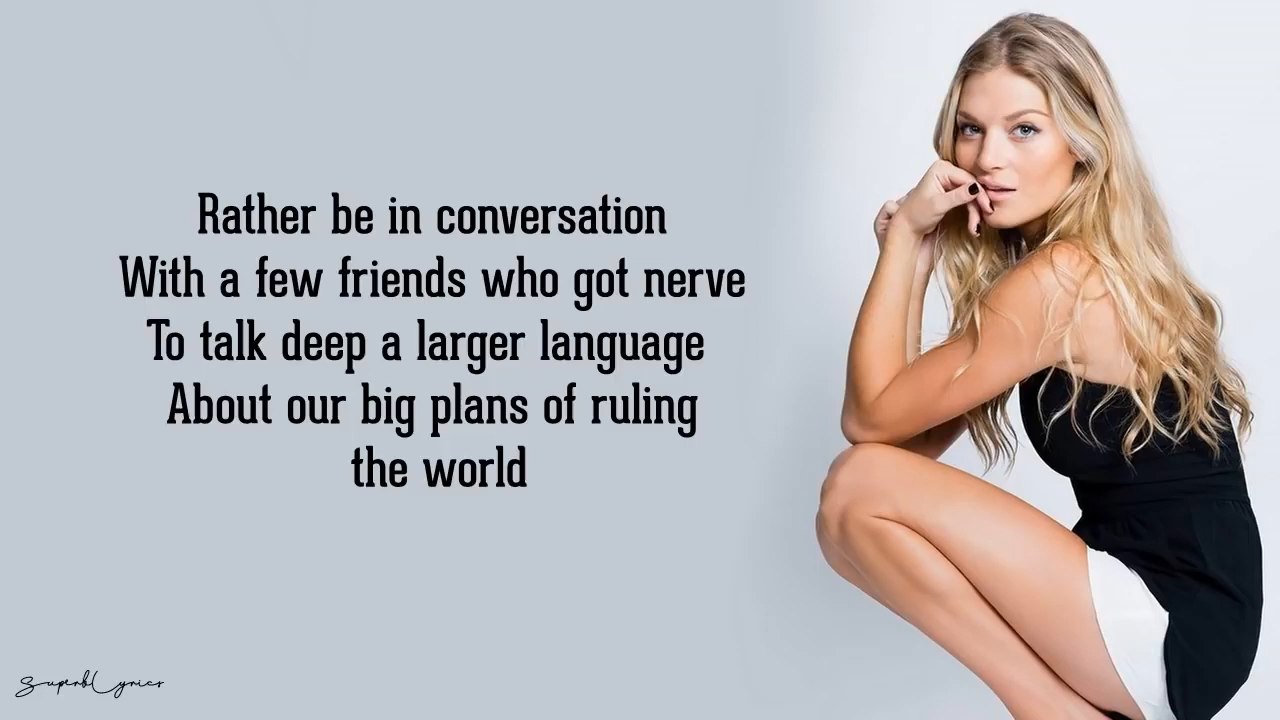 Rather be in conversation
With a few friends who got nerve
To talk deep a larger language
About our big plans of ruling
the world
SuperbLyrics